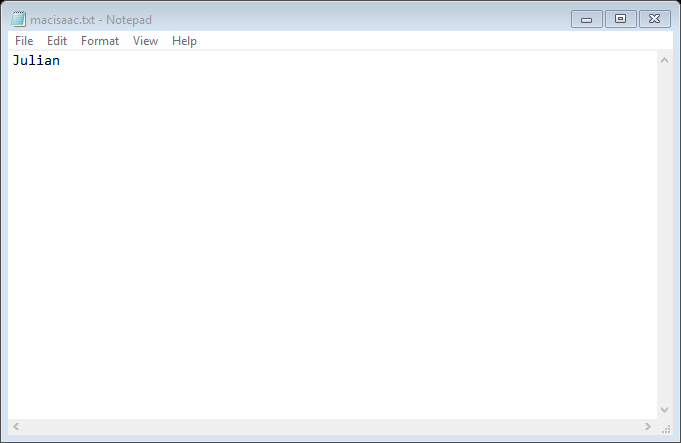 macisaac.txt - Notepad
File Edit Format View Help
Julian